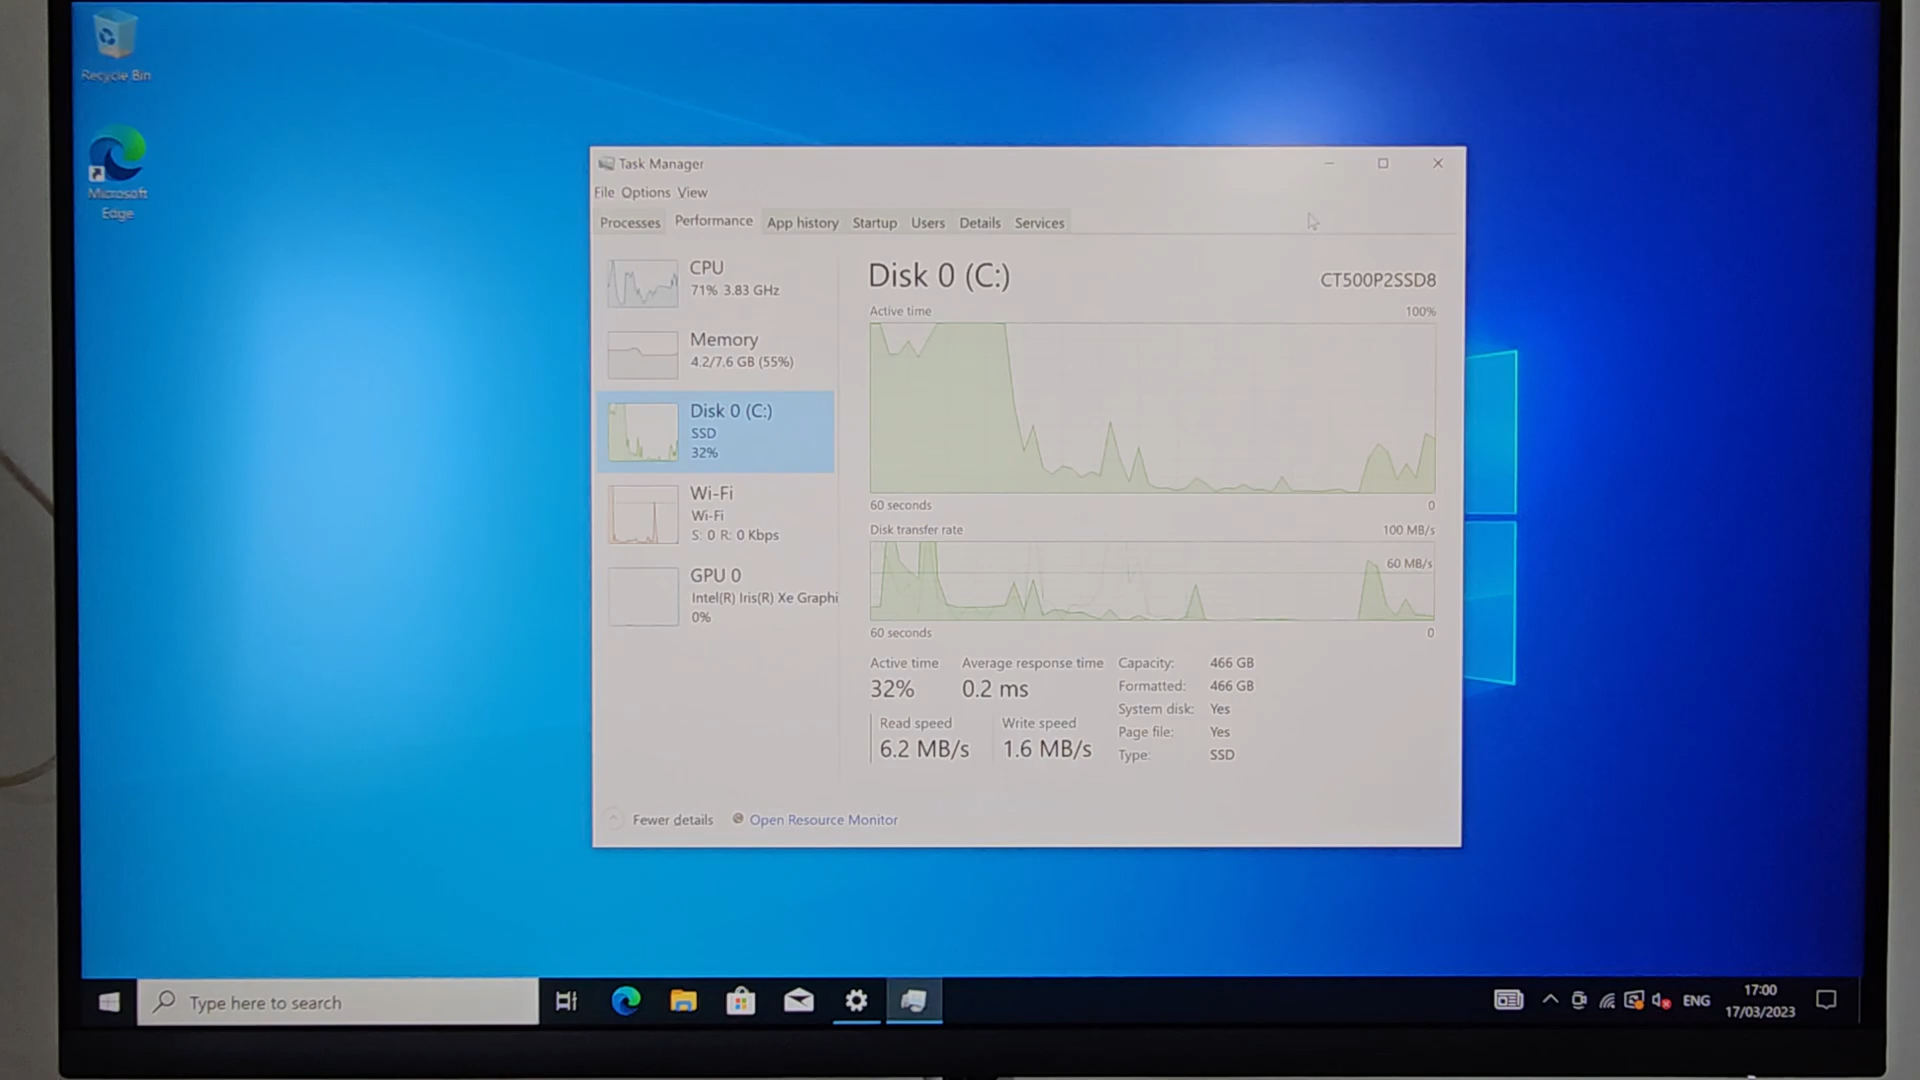 Recycle Bin
Microsoft
Edge
Task Manager
File Options View
Processes Performance App history Startup Users Details Services
CPU
71% 3.83 GHz
Memory
4.2/7.6 GB (55%)
Disk 0 (C:)
SSD
32%
Wi-Fi
Wi-Fi
S: 0 R: 0 Kbps
GPU 0
Intel(R) Iris(R) Xe Graphi
0%
Disk 0 (C:) CT500P2SSD8
Active time 100%
60 seconds 0
Disk transfer rate 100 MB/s
60 MB/s
60 seconds 0
Active time Average response time
32% 0.2 ms
Read speed Write speed
6.2 MB/s 1.6 MB/s
Capacity: 466 GB
Formatted: 466 GB
System disk: Yes
Page file: Yes
Type: SSD
Fewer details Open Resource Monitor
Type here to search
ENG
17:00
17/03/2023